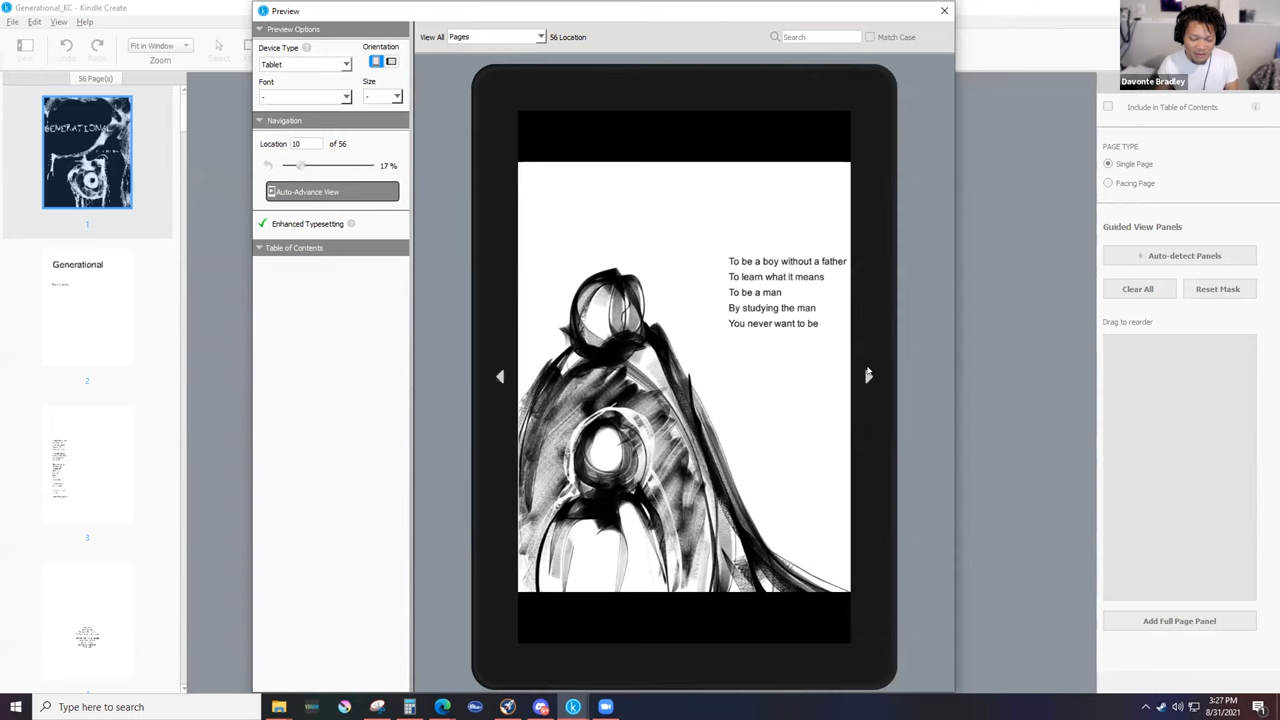 Generational_KC - Kindle Create
File Edit View Help
View
Undo
Redo
Fit in Window
Zoom
Select
56 Page(s)
GENERATIONAL
1
Generational
2
3
Preview
Preview Options
Device Type
Orientation
Tablet
Font
Size
-
-
Navigation
Location 10 of 56
17 %
Auto-Advance View
Enhanced Typesetting
Table of Contents
View All Pages 56 Location
Search
Match Case
To be a boy without a father
To learn what it means
To be a man
By studying the man
You never want to be
Davonte Bradley
Include in Table of Contents
PAGE TYPE
Single Page
Facing Page
Guided View Panels
Auto-detect Panels
Clear All
Reset Mask
Drag to reorder
Add Full Page Panel
Type here to search
3:27 PM
8/31/2021